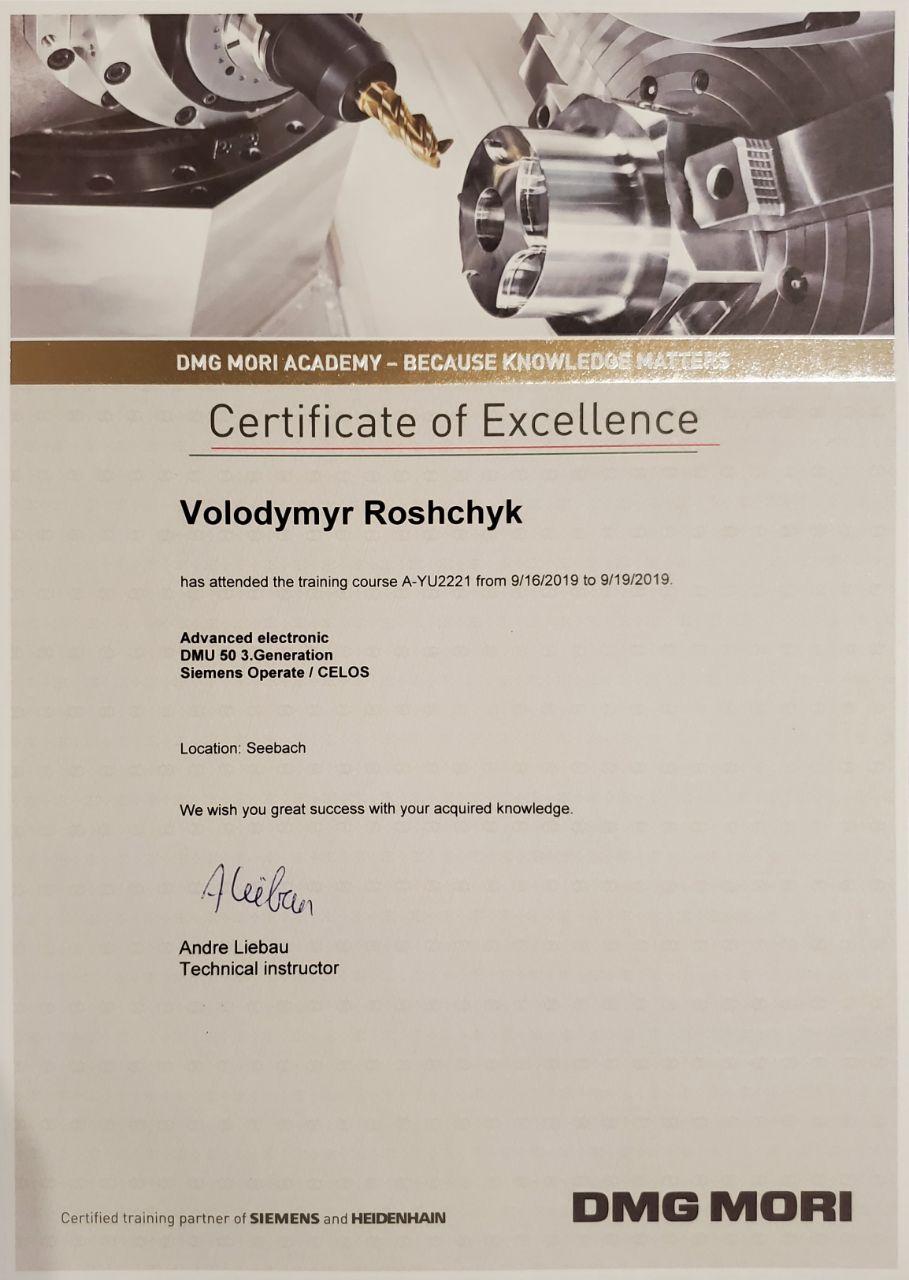 DMG MORI ACADEMY – BECAUSE KNOWLEDGE MATTERS
Certificate of Excellence
Volodymyr Roshchyk
has attended the training course A-YU2221 from 9/16/2019 to 9/19/2019.
Advanced electronic
DMU 50 3.Generation
Siemens Operate / CELOS
Location: Seebach
We wish you great success with your acquired knowledge.
A Liebau
Andre Liebau
Technical instructor
Certified training partner of SIEMENS and HEIDENHAIN
DMG MORI